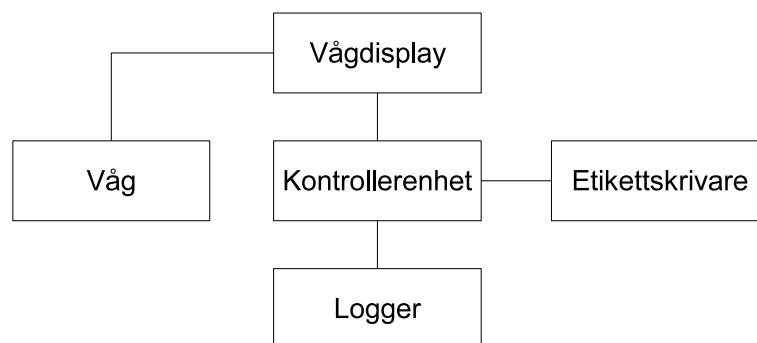 Vågdisplay
Våg
Kontrollerenhet
Etikettskrivare
Logger